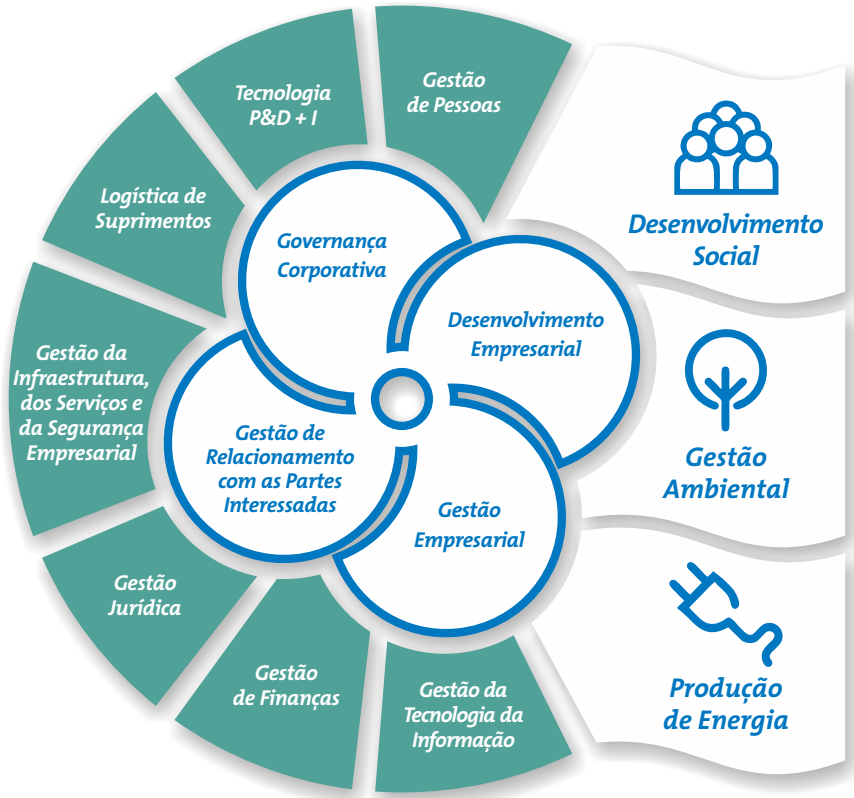 Gestão
de Pessoas
Tecnologia
P&D + I
Logística de
Suprimentos
Gestão da
Infraestrutura,
dos Serviços e
da Segurança
Empresarial
Gestão
Jurídica
Gestão
de Finanças
Gestão da
Tecnologia da
Informação
Governança
Corporativa
Desenvolvimento
Empresarial
Gestão de
Relacionamento
com as Partes
Interessadas
Gestão
Empresarial
Desenvolvimento
Social
Gestão
Ambiental
Produção
de Energia